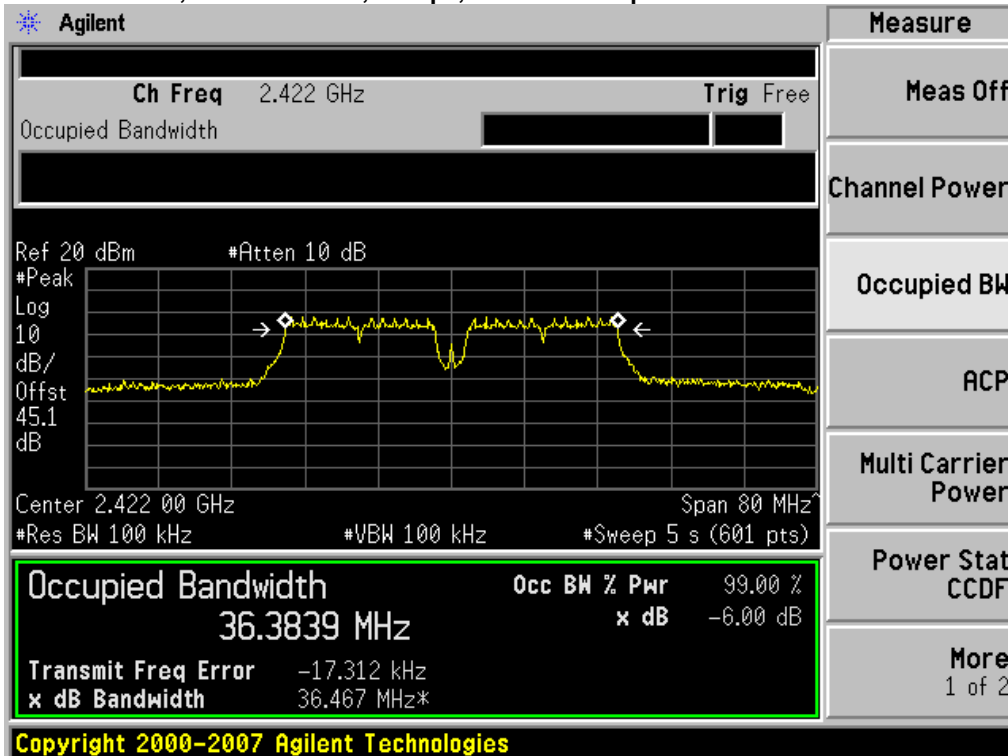 Agilent
Measure
Ch Freq 2.422 GHz Trig Free
Occupied Bandwidth
Meas Off
Channel Power
Occupied BW
ACP
Multi Carrier
Power
Power Stat
CCDF
More
1 of 2
Ref 20 dBm #Atten 10 dB
#Peak
Log
10
dB/
Offst
45.1
dB
Center 2.422 00 GHz Span 80 MHz^
#Res BW 100 kHz #VBW 100 kHz #Sweep 5 s (601 pts)
Occupied Bandwidth
36.3839 MHz
Occ BW % Pwr 99.00 %
x dB -6.00 dB
Transmit Freq Error -17.312 kHz
x dB Bandwidth 36.467 MHz*
Copyright 2000-2007 Agilent Technologies